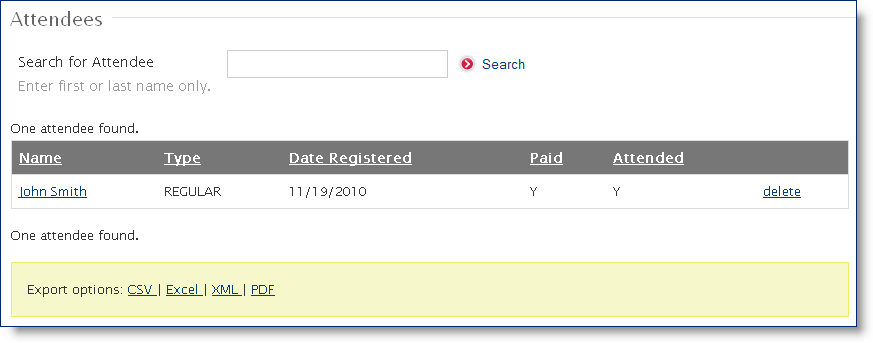 Attendees
Search for Attendee
Search
Enter first or last name only.
One attendee found.
Name Type Date Registered Paid Attended
John Smith REGULAR 11/19/2010 Y Y delete
One attendee found.
Export options: CSV | Excel | XML | PDF